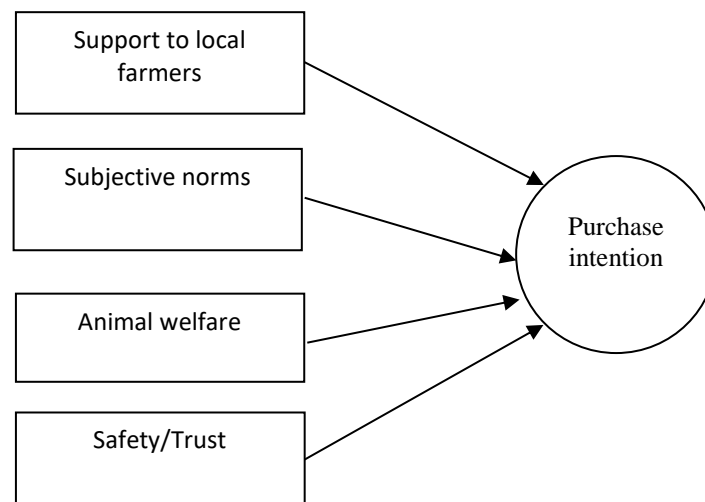 Support to local
farmers
Subjective norms
Purchase
intention
Animal welfare
Safety/Trust